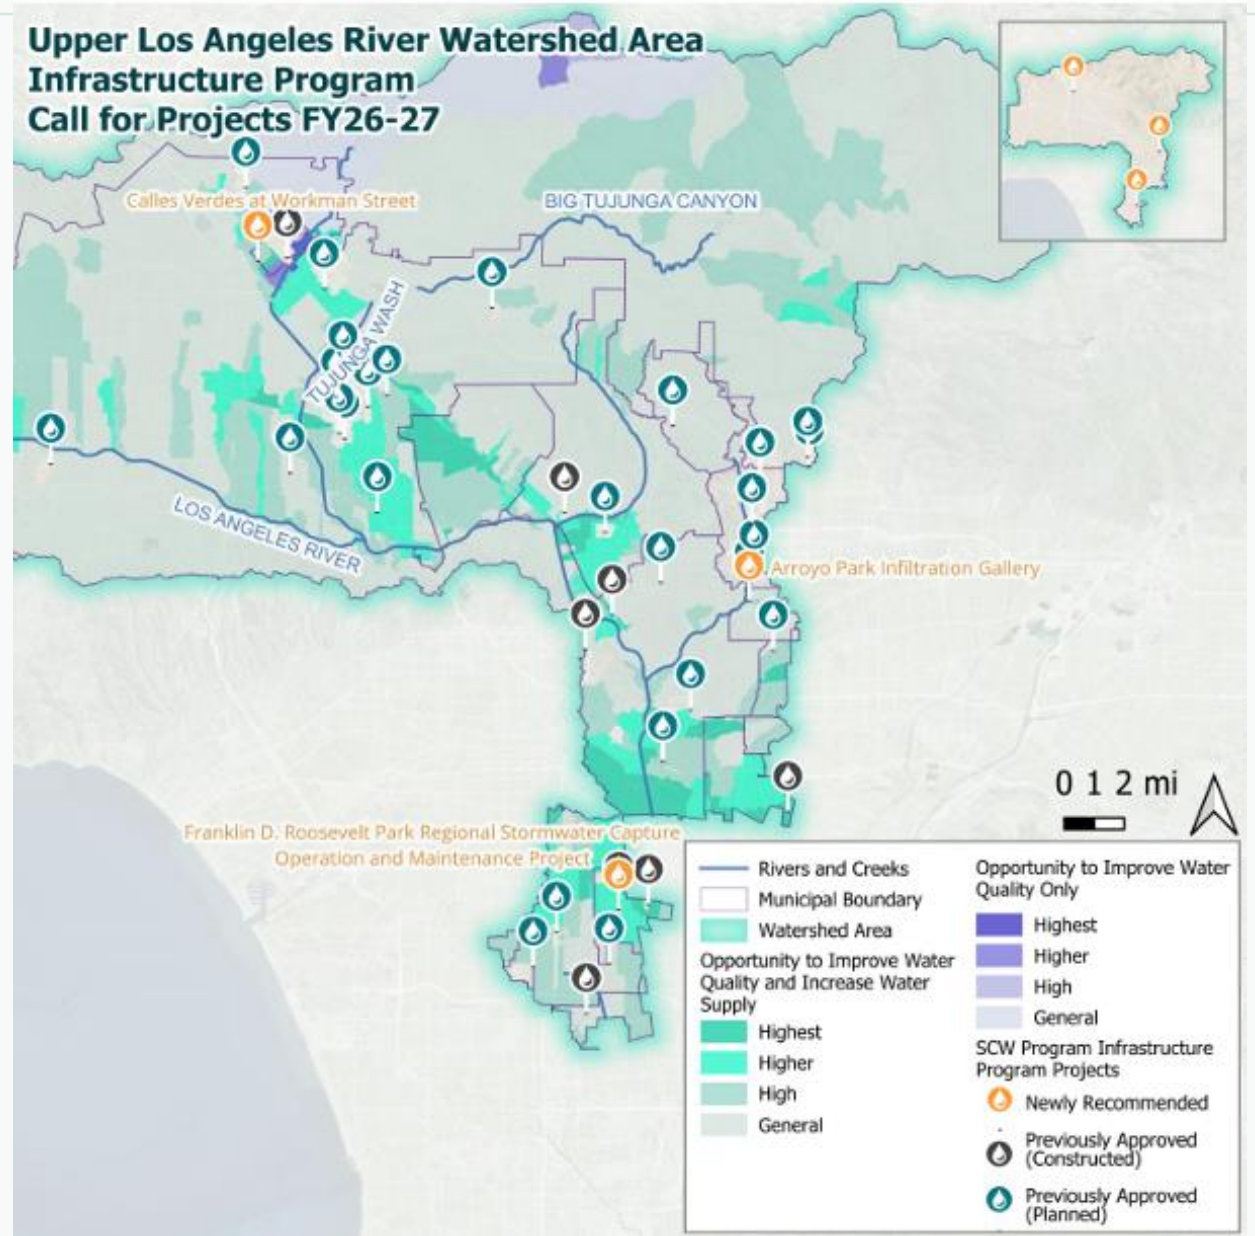 Upper Los Angeles River Watershed Area
Infrastructure Program
Call for Projects FY26-27
Calles Verdes at Workman Street
BIG TUJUNGA CANYON
TUJUNGA WASH
LOS ANGELES RIVER
Arroyo Park Infiltration Gallery
Franklin D. Roosevelt Park Regional Stormwater Capture
Operation and Maintenance Project
0 1 2 mi
Rivers and Creeks
Municipal Boundary
Watershed Area
Opportunity to Improve Water
Quality and Increase Water
Supply
Highest
Higher
High
General
Opportunity to Improve Water
Quality Only
Highest
Higher
High
General
SCW Program Infrastructure
Program Projects
Newly Recommended
Previously Approved
(Constructed)
Previously Approved
(Planned)